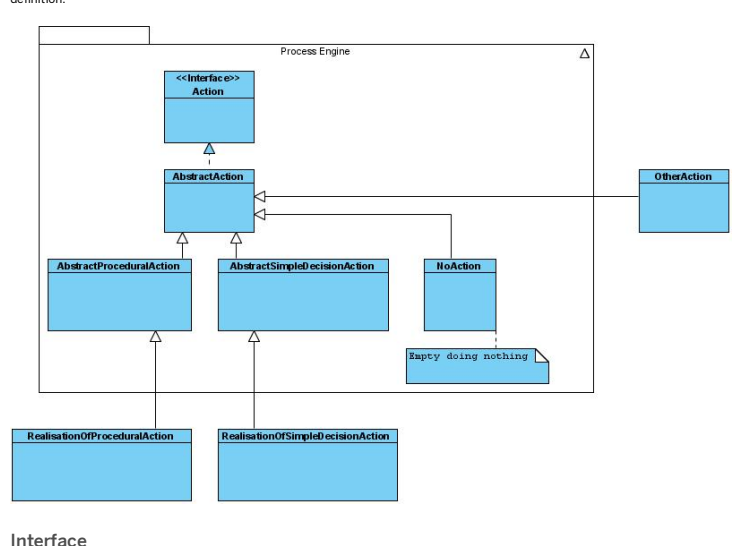 definition.
Process Engine
<<Interface>>
Action
AbstractAction
OtherAction
AbstractProceduralAction
AbstractSimpleDecisionAction
NoAction
Empty doing nothing
RealisationOfProceduralAction
RealisationOfSimpleDecisionAction
Interface